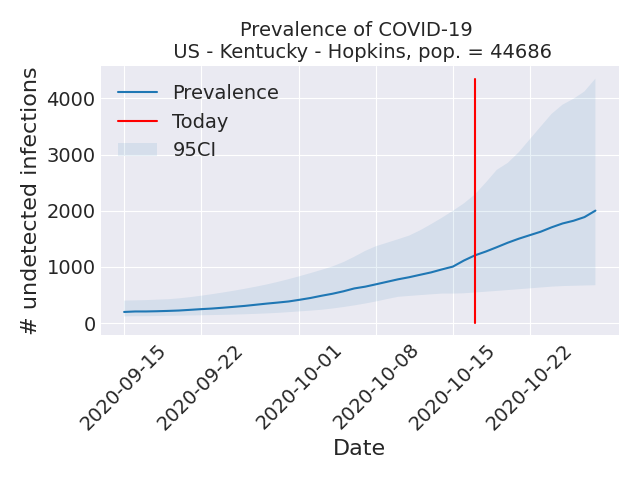 Prevalence of COVID-19
US - Kentucky - Hopkins, pop. = 44686
# undetected infections
4000
3000
2000
1000
0
Prevalence
Today
95CI
2020-09-15
2020-09-22
2020-10-01
2020-10-08
2020-10-15
2020-10-22
Date